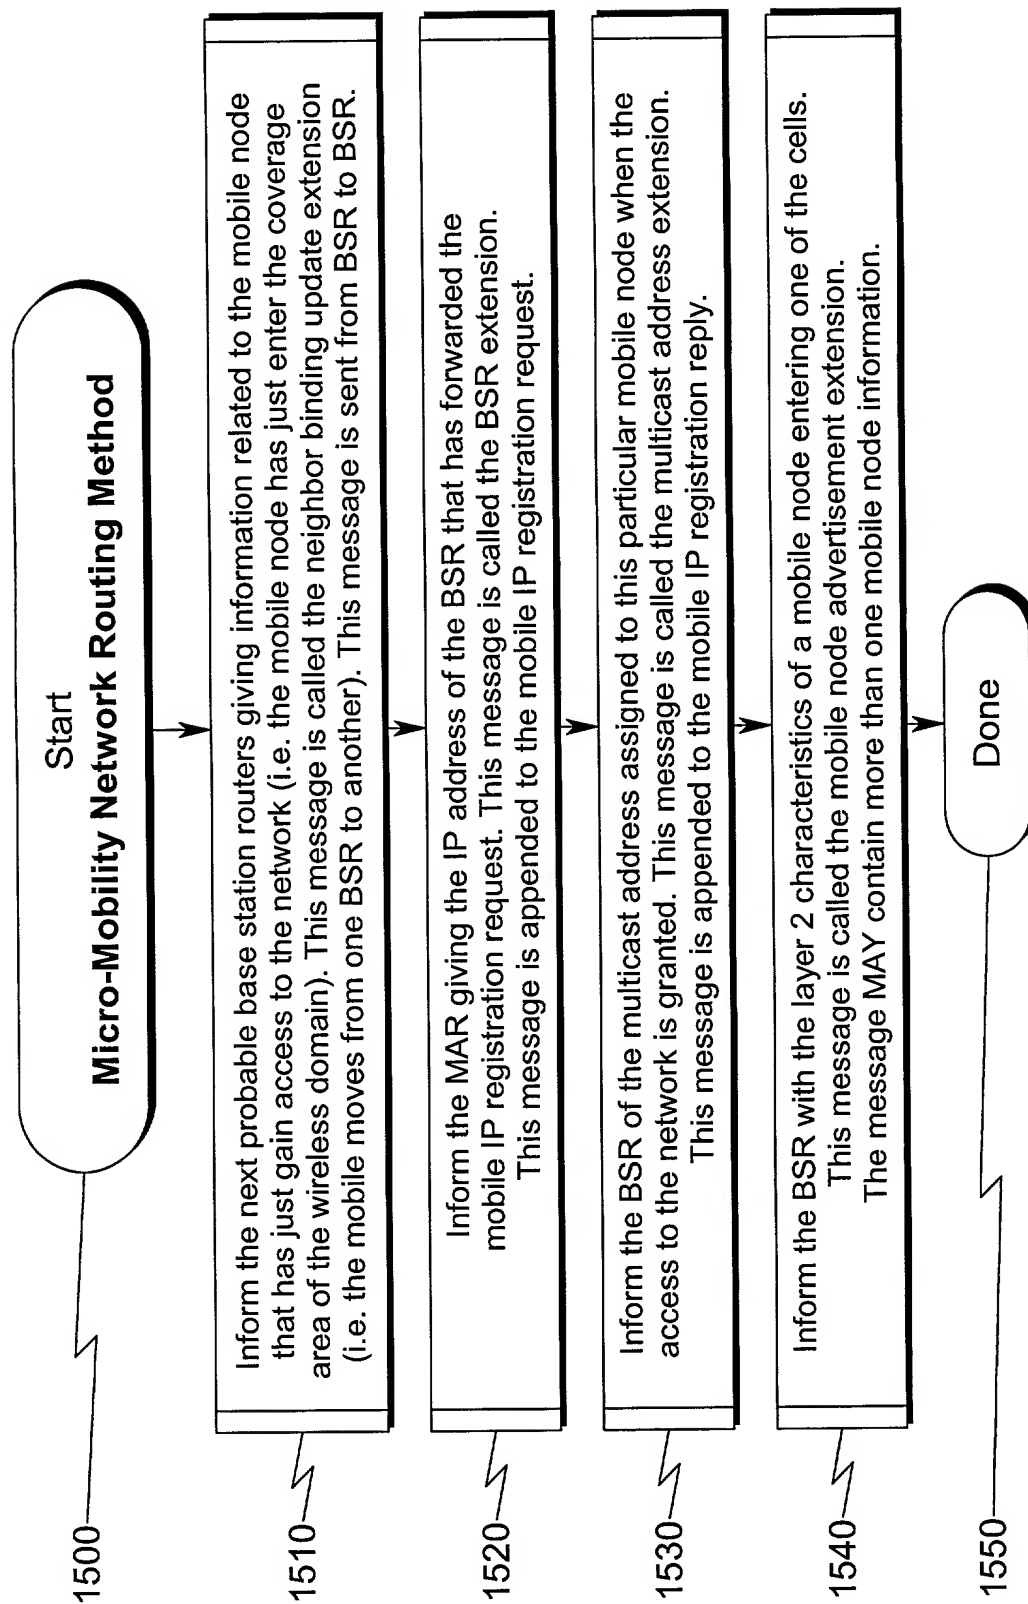 Start
Micro-Mobility Network Routing Method
1500
Inform the next probable base station routers giving information related to the mobile node
that has just gain access to the network (i.e. the mobile node has just enter the coverage
area of the wireless domain). This message is called the neighbor binding update extension
(i.e. the mobile moves from one BSR to another). This message is sent from BSR to BSR.
1510
Inform the MAR giving the IP address of the BSR that has forwarded the
mobile IP registration request. This message is called the BSR extension.
This message is appended to the mobile IP registration request.
1520
Inform the BSR of the multicast address assigned to this particular mobile node when the
access to the network is granted. This message is called the multicast address extension.
This message is appended to the mobile IP registration reply.
1530
Inform the BSR with the layer 2 characteristics of a mobile node entering one of the cells.
This message is called the mobile node advertisement extension.
The message MAY contain more than one mobile node information.
1540
Done
1550